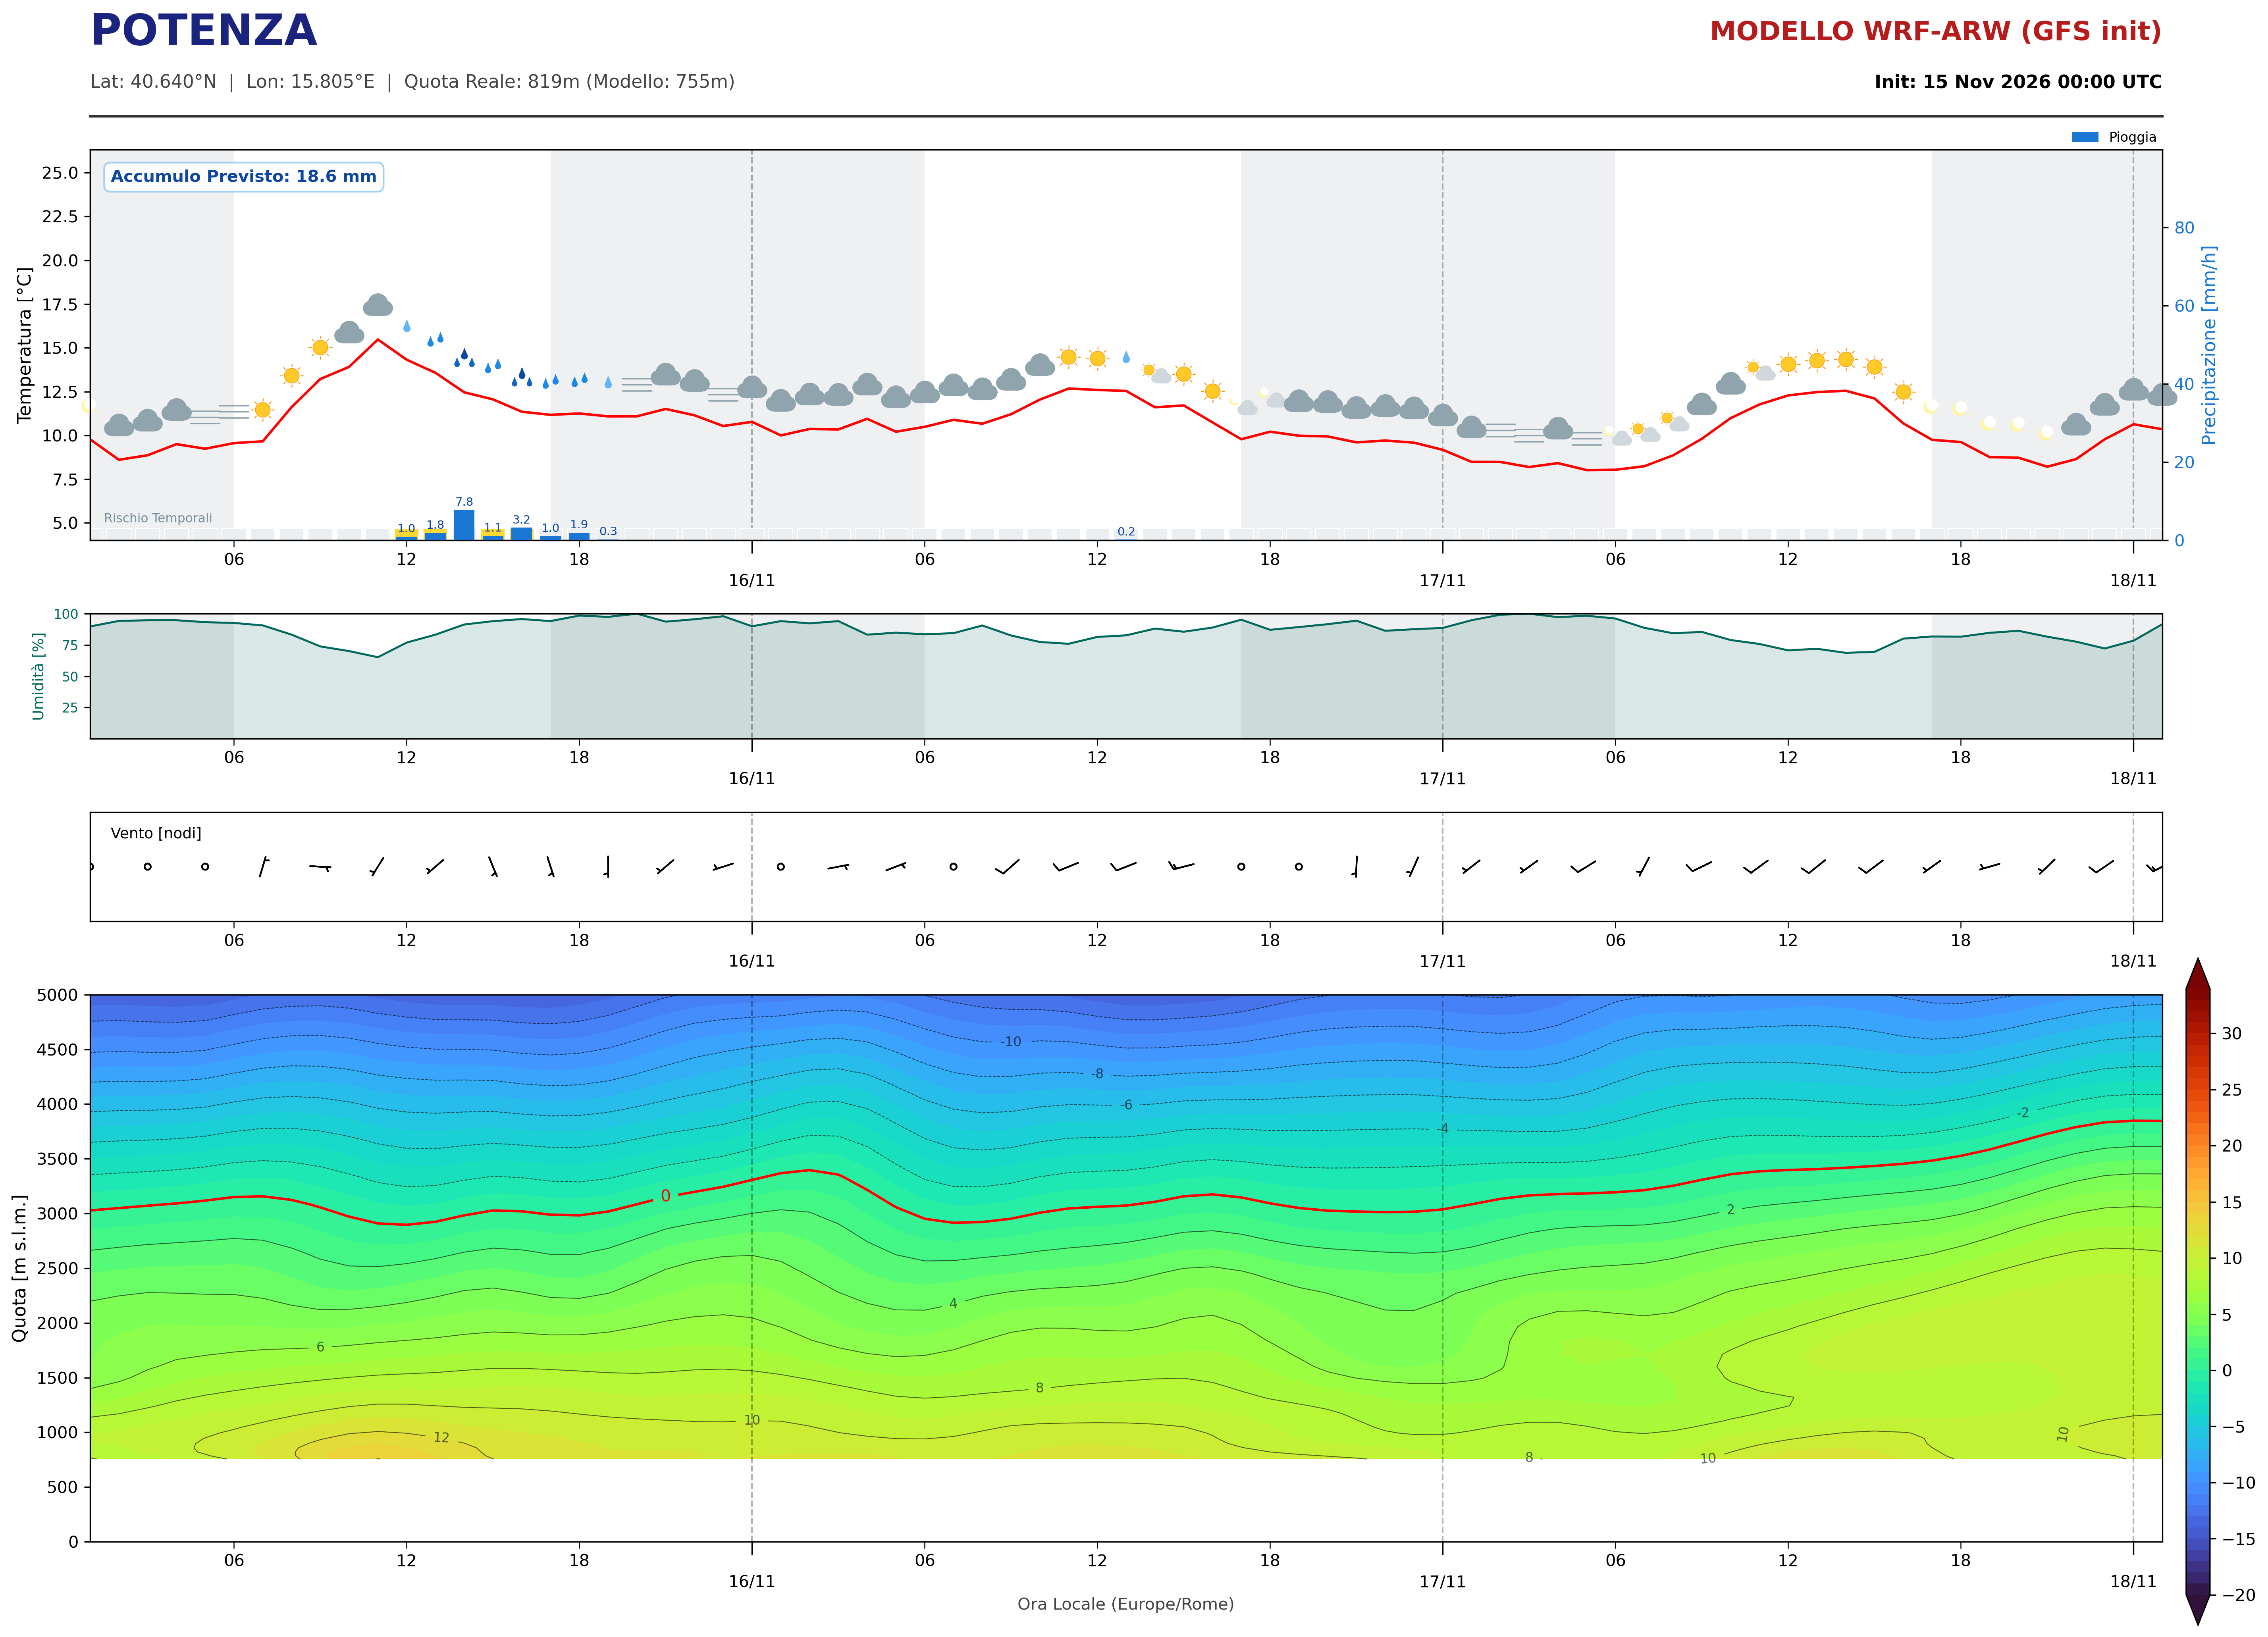 POTENZA
MODELLO WRF-ARW (GFS init)
Lat: 40.640°N | Lon: 15.805°E | Quota Reale: 819m (Modello: 755m)
Init: 15 Nov 2026 00:00 UTC
Pioggia
Accumulo Previsto: 18.6 mm
Temperatura [°C]
25.0
22.5
20.0
17.5
15.0
12.5
10.0
7.5
5.0
Precipitazione [mm/h]
80
60
40
20
0
Rischio Temporali
1.0 1.8 7.8 1.1 3.2 1.0 1.9 0.3 0.2
06 12 18 06 12 18 06 12 18
16/11 17/11 18/11
Umidità [%]
100
75
50
25
06 12 18 06 12 18 06 12 18
16/11 17/11 18/11
Vento [nodi]
06 12 18 06 12 18 06 12 18
16/11 17/11 18/11
Quota [m s.l.m.]
5000
4500
4000
3500
3000
2500
2000
1500
1000
500
0
-10
-8
-6
-4
-2
0
2
4
6
8
10
12
8
10
10
30
25
20
15
10
5
0
−5
−10
−15
−20
06 12 18 06 12 18 06 12 18
16/11 17/11 18/11
Ora Locale (Europe/Rome)